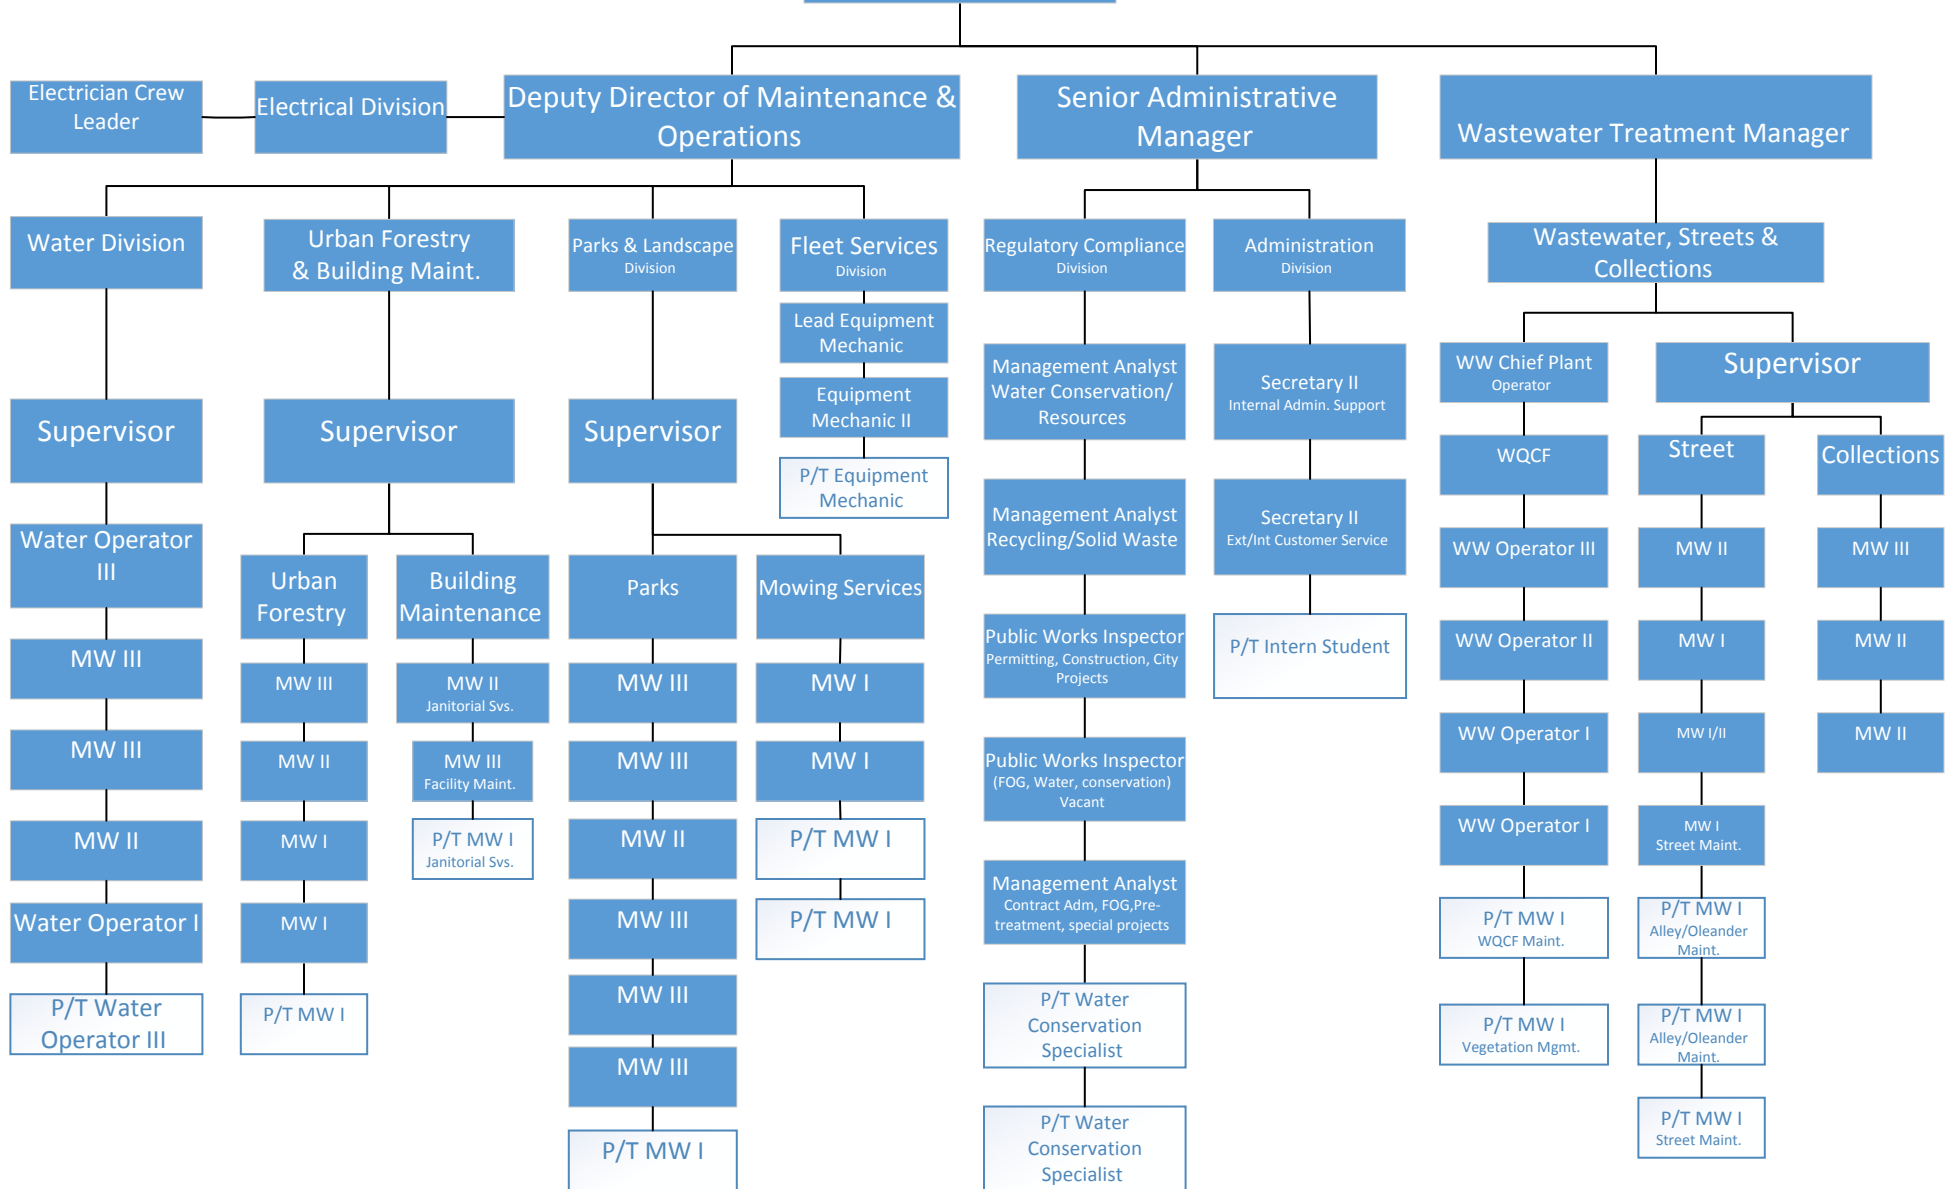 Electrician Crew
Leader
Electrical Division
Deputy Director of Maintenance &
Operations
Senior Administrative
Manager
Wastewater Treatment Manager
Water Division
Urban Forestry
& Building Maint.
Parks & Landscape
Division
Fleet Services
Division
Regulatory Compliance
Division
Administration
Division
Wastewater, Streets &
Collections
Supervisor
Water Operator
III
MW III
MW III
MW II
Water Operator I
P/T Water
Operator III
Supervisor
Urban
Forestry
MW III
MW II
MW I
MW I
P/T MW I
Building
Maintenance
MW II
Janitorial Svs.
MW III
Facility Maint.
P/T MW I
Janitorial Svs.
Supervisor
Parks
MW III
MW III
MW II
MW III
MW III
MW III
P/T MW I
Mowing Services
MW I
MW I
P/T MW I
P/T MW I
Lead Equipment
Mechanic
Equipment
Mechanic II
P/T Equipment
Mechanic
Management Analyst
Water Conservation/
Resources
Management Analyst
Recycling/Solid Waste
Public Works Inspector
Permitting, Construction, City
Projects
Public Works Inspector
(FOG, Water, conservation)
Vacant
Management Analyst
Contract Adm, FOG,Pre-
treatment, special projects
P/T Water
Conservation
Specialist
P/T Water
Conservation
Specialist
Secretary II
Internal Admin. Support
Secretary II
Ext/Int Customer Service
P/T Intern Student
WW Chief Plant
Operator
WQCF
WW Operator III
WW Operator II
WW Operator I
WW Operator I
P/T MW I
WQCF Maint.
P/T MW I
Vegetation Mgmt.
Supervisor
Street
MW II
MW I
MW I/II
MW I
Street Maint.
P/T MW I
Alley/Oleander
Maint.
P/T MW I
Alley/Oleander
Maint.
P/T MW I
Street Maint.
Collections
MW III
MW II
MW II